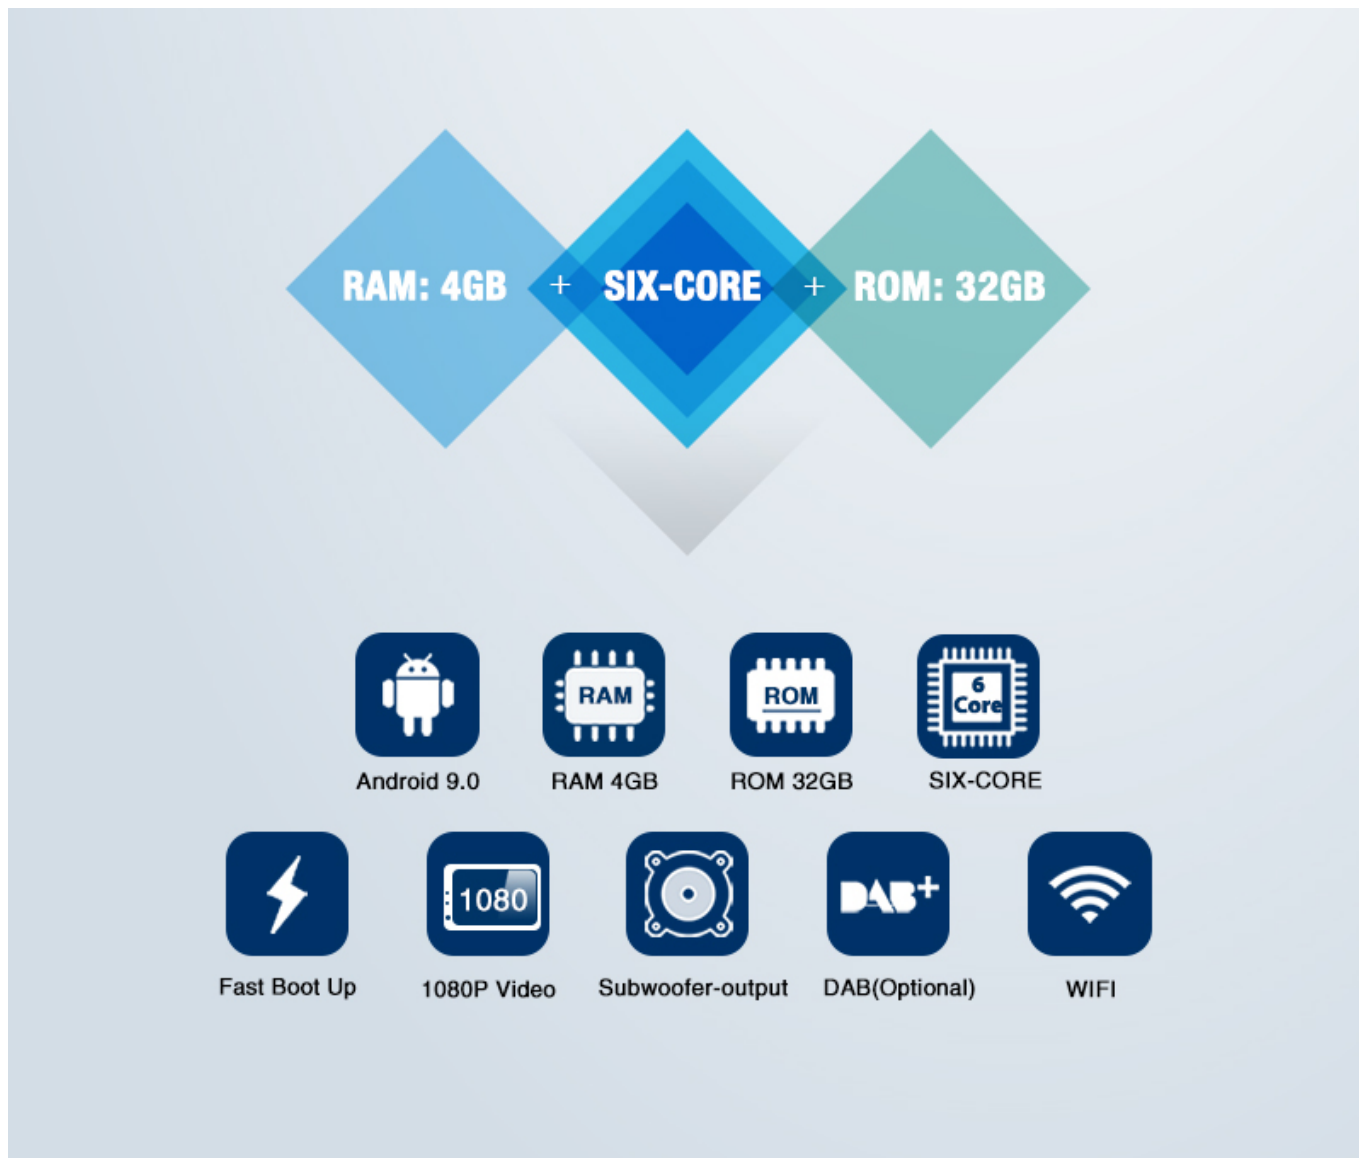 RAM: 4GB + SIX-CORE + ROM: 32GB
RAM ROM 6
Core
Android 9.0 RAM 4GB ROM 32GB SIX-CORE
1080 DAB+
Fast Boot Up 1080P Video Subwoofer-output DAB(Optional) WIFI